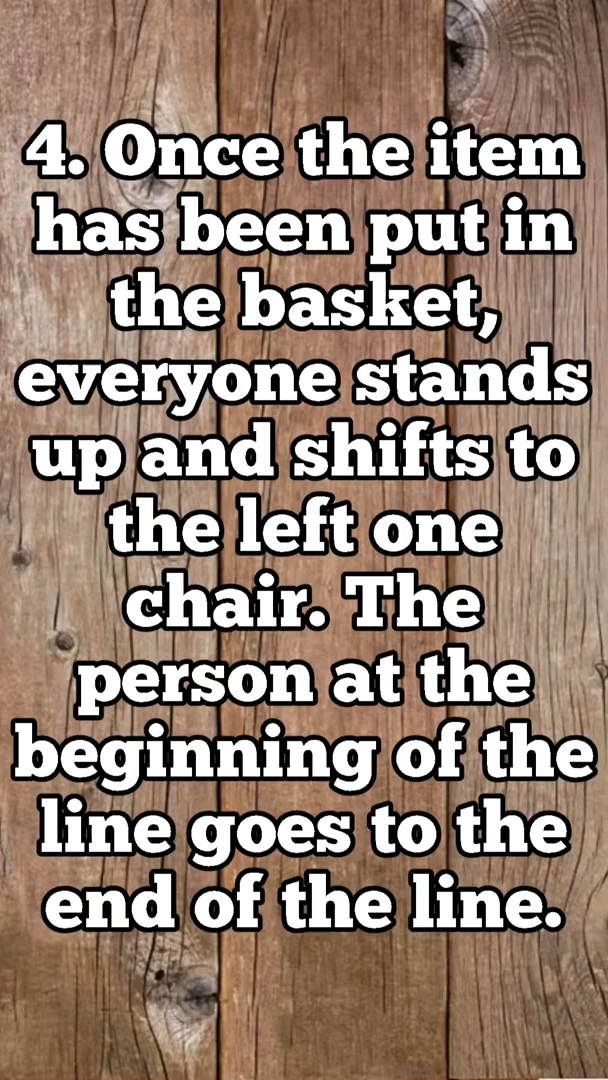 4. Once the item
has been put in
the basket,
everyone stands
up and shifts to
the left one
chair. The
person at the
beginning of the
line goes to the
end of the line.